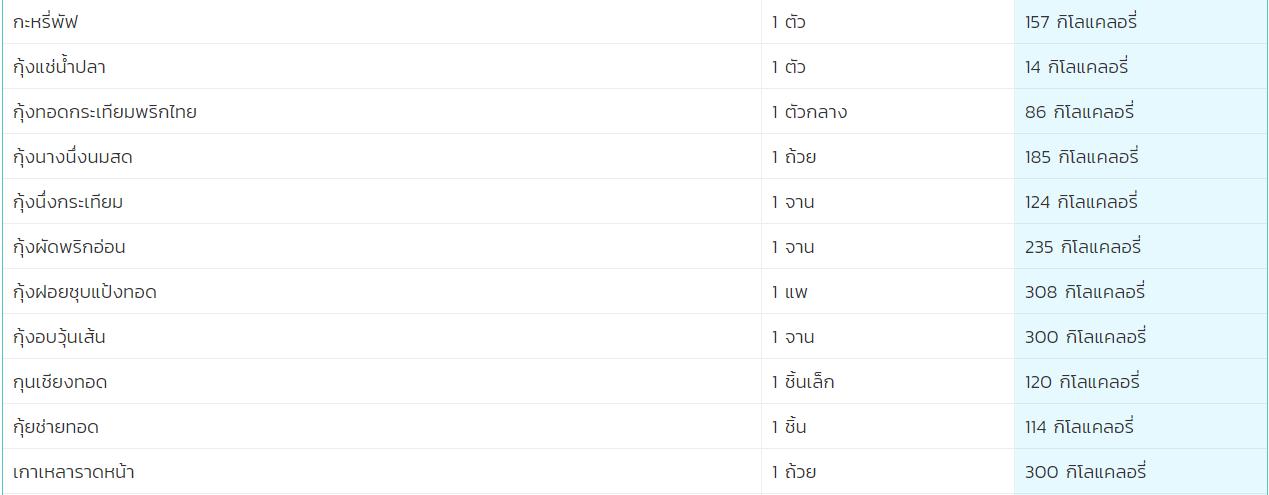 กะหรี่พัฟ 1 ตัว 157 กิโลแคลอรี่
กุ้งแช่น้ำปลา 1 ตัว 14 กิโลแคลอรี่
กุ้งทอดกระเทียมพริกไทย 1 ตัวกลาง 86 กิโลแคลอรี่
กุ้งนางนึ่งนมสด 1 ถ้วย 185 กิโลแคลอรี่
กุ้งนึ่งกระเทียม 1 จาน 124 กิโลแคลอรี่
กุ้งผัดพริกอ่อน 1 จาน 235 กิโลแคลอรี่
กุ้งฝอยชุบแป้งทอด 1 แพ 308 กิโลแคลอรี่
กุ้งอบวุ้นเส้น 1 จาน 300 กิโลแคลอรี่
กุนเชียงทอด 1 ชิ้นเล็ก 120 กิโลแคลอรี่
กุ้ยช่ายทอด 1 ชิ้น 114 กิโลแคลอรี่
เกาเหลาราดหน้า 1 ถ้วย 300 กิโลแคลอรี่